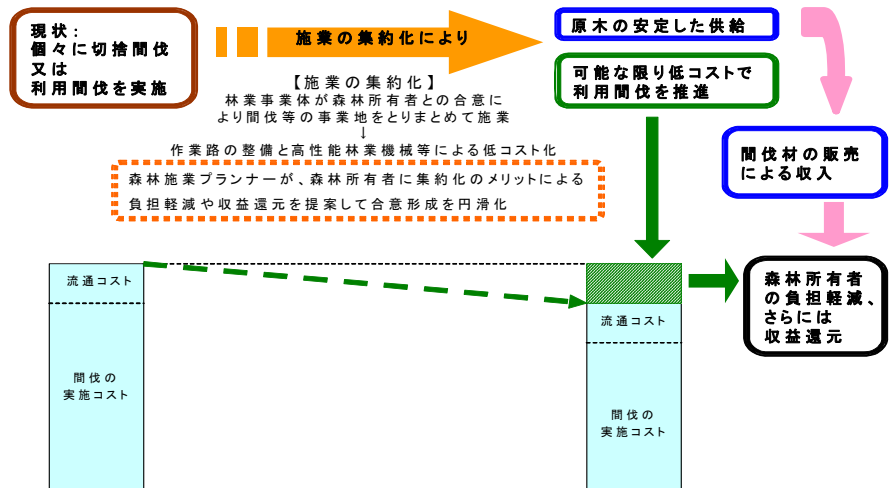 現状：
個々に切捨間伐
又は
利用間伐を実施
施業の集約化により
【施業の集約化】
林業事業体が森林所有者との合意に
より間伐等の事業地をとりまとめて施業
↓
作業路の整備と高性能林業機械等による低コスト化
森林施業プランナーが、森林所有者に集約化のメリットによる
負担軽減や収益還元を提案して合意形成を円滑化
原木の安定した供給
可能な限り低コストで
利用間伐を推進
間伐材の販売
による収入
森林所有者
の負担軽減、
さらには
収益還元
流通コスト
間伐の
実施コスト
流通コスト
間伐の
実施コスト